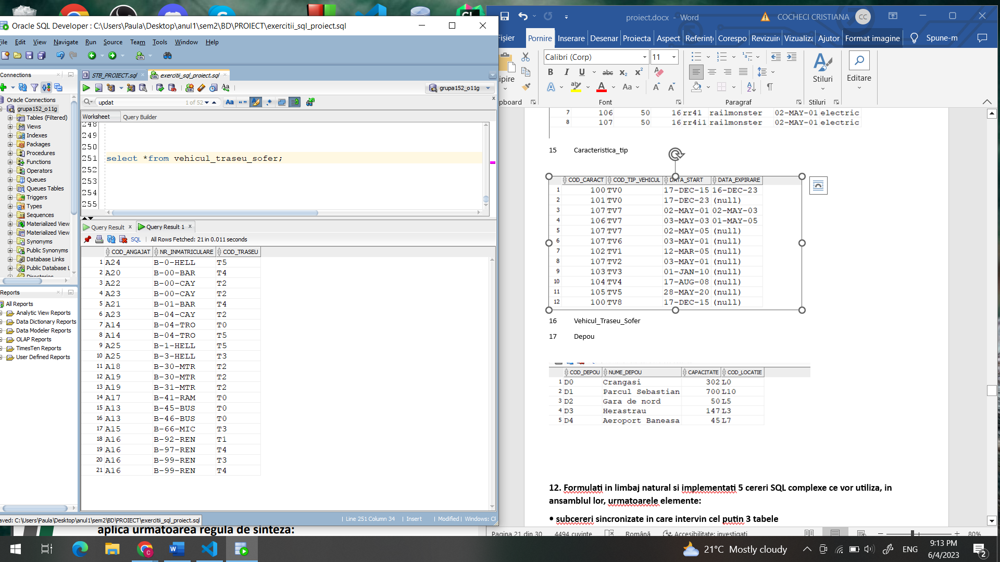 Oracle SQL Developer : C:\Users\Paula\Desktop\anul1\sem2\BD\PROIECT\exercitii_sql_proiect.sql
File Edit View Navigate Run Source Team Tools Window Help
Connections
Oracle Connections
grupa152_o11g
Tables (Filtered)
Views
Indexes
Packages
Procedures
Functions
Operators
Queues
Queues Tables
Triggers
Types
Sequences
Materialized View
Materialized View
Synonyms
Public Synonyms
Database Links
Public Database L
Directories
Reports
All Reports
Analytic View Reports
Data Dictionary Reports
Data Modeler Reports
OLAP Reports
TimesTen Reports
User Defined Reports
STB_PROIECT.sql exercitii_sql_proiect.sql
grupa152_o11g
updat 1 of 52
Worksheet Query Builder
248
249
250
251 select *from vehicul_traseu_sofer;
252
253
254
255
Query Result x Query Result 1 x
SQL All Rows Fetched: 21 in 0.011 seconds
COD_ANGAJAT NR_INMATRICULARE COD_TRASEU
1 A24 B-0-HELL T5
2 A20 B-00-BAR T4
3 A22 B-00-CAY T2
4 A23 B-00-CAY T2
5 A21 B-01-BAR T4
6 A23 B-04-CAY T2
7 A14 B-04-TRO T0
8 A14 B-04-TRO T5
9 A25 B-1-HELL T5
10 A25 B-3-HELL T3
11 A18 B-30-MTR T2
12 A19 B-30-MTR T2
13 A19 B-31-MTR T2
14 A17 B-41-RAM T0
15 A13 B-45-BUS T0
16 A13 B-46-BUS T0
17 A15 B-66-MIC T3
18 A16 B-92-REN T1
19 A16 B-97-REN T4
20 A16 B-99-REN T3
21 A16 B-99-REN T4
aved: C:\Users\Paula\Desktop\anul1\sem2\BD\PROIECT\exercitii_sql_proiect.sql
Line 251 Column 34 Insert Modified Windows: CF
aplica urmatoarea regula de sinteza:
proiect.docx - Word COCHECI CRISTIANA CC
Fișier Pornire Inserare Desenar Proiecta Aspect Referinț Corespo Revizuir Vizualiza Ajutor Format imagine Spune-m
Calibri (Corp) 11
ipire
Stiluri
Editare
pboard Font Paragraf Stiluri
7 106 50 16 rr41 railmonster 02-MAY-01 electric
8 107 50 16 rr4i1 railmonster 02-MAY-01 electric
15 Caracteristica_tip
COD_CARACT COD_TIP_VEHICUL DATA_START DATA_EXPIRARE
1 100 TV0 17-DEC-15 16-DEC-23
2 101 TV0 17-DEC-23 (null)
3 107 TV7 02-MAY-01 02-MAY-03
4 106 TV7 03-MAY-03 01-MAY-05
5 107 TV7 02-MAY-05 (null)
6 107 TV6 03-MAY-01 (null)
7 102 TV1 12-MAR-05 (null)
8 107 TV2 03-MAY-01 (null)
9 103 TV3 01-JAN-10 (null)
10 104 TV4 17-AUG-08 (null)
11 105 TV5 28-MAY-20 (null)
12 100 TV8 17-DEC-15 (null)
16 Vehicul_Traseu_Sofer
17 Depou
COD_DEPOU NUME_DEPOU CAPACITATE COD_LOCATIE
1 D0 Crangasi 302 L0
2 D1 Parcul Sebastian 700 L10
3 D2 Gara de nord 50 L5
4 D3 Herastrau 147 L3
5 D4 Aeroport Baneasa 45 L7
12. Formulati in limbaj natural si implementati 5 cereri SQL complexe ce vor utiliza, in
ansamblul lor, urmatoarele elemente:
• subcereri sincronizate in care intervin cel putin 3 tabele
Pagina 21 din 30 4494 cuvinte Română Accesibilitate: investigați 80%
21°C Mostly cloudy ENG 9:13 PM
6/4/2023
2